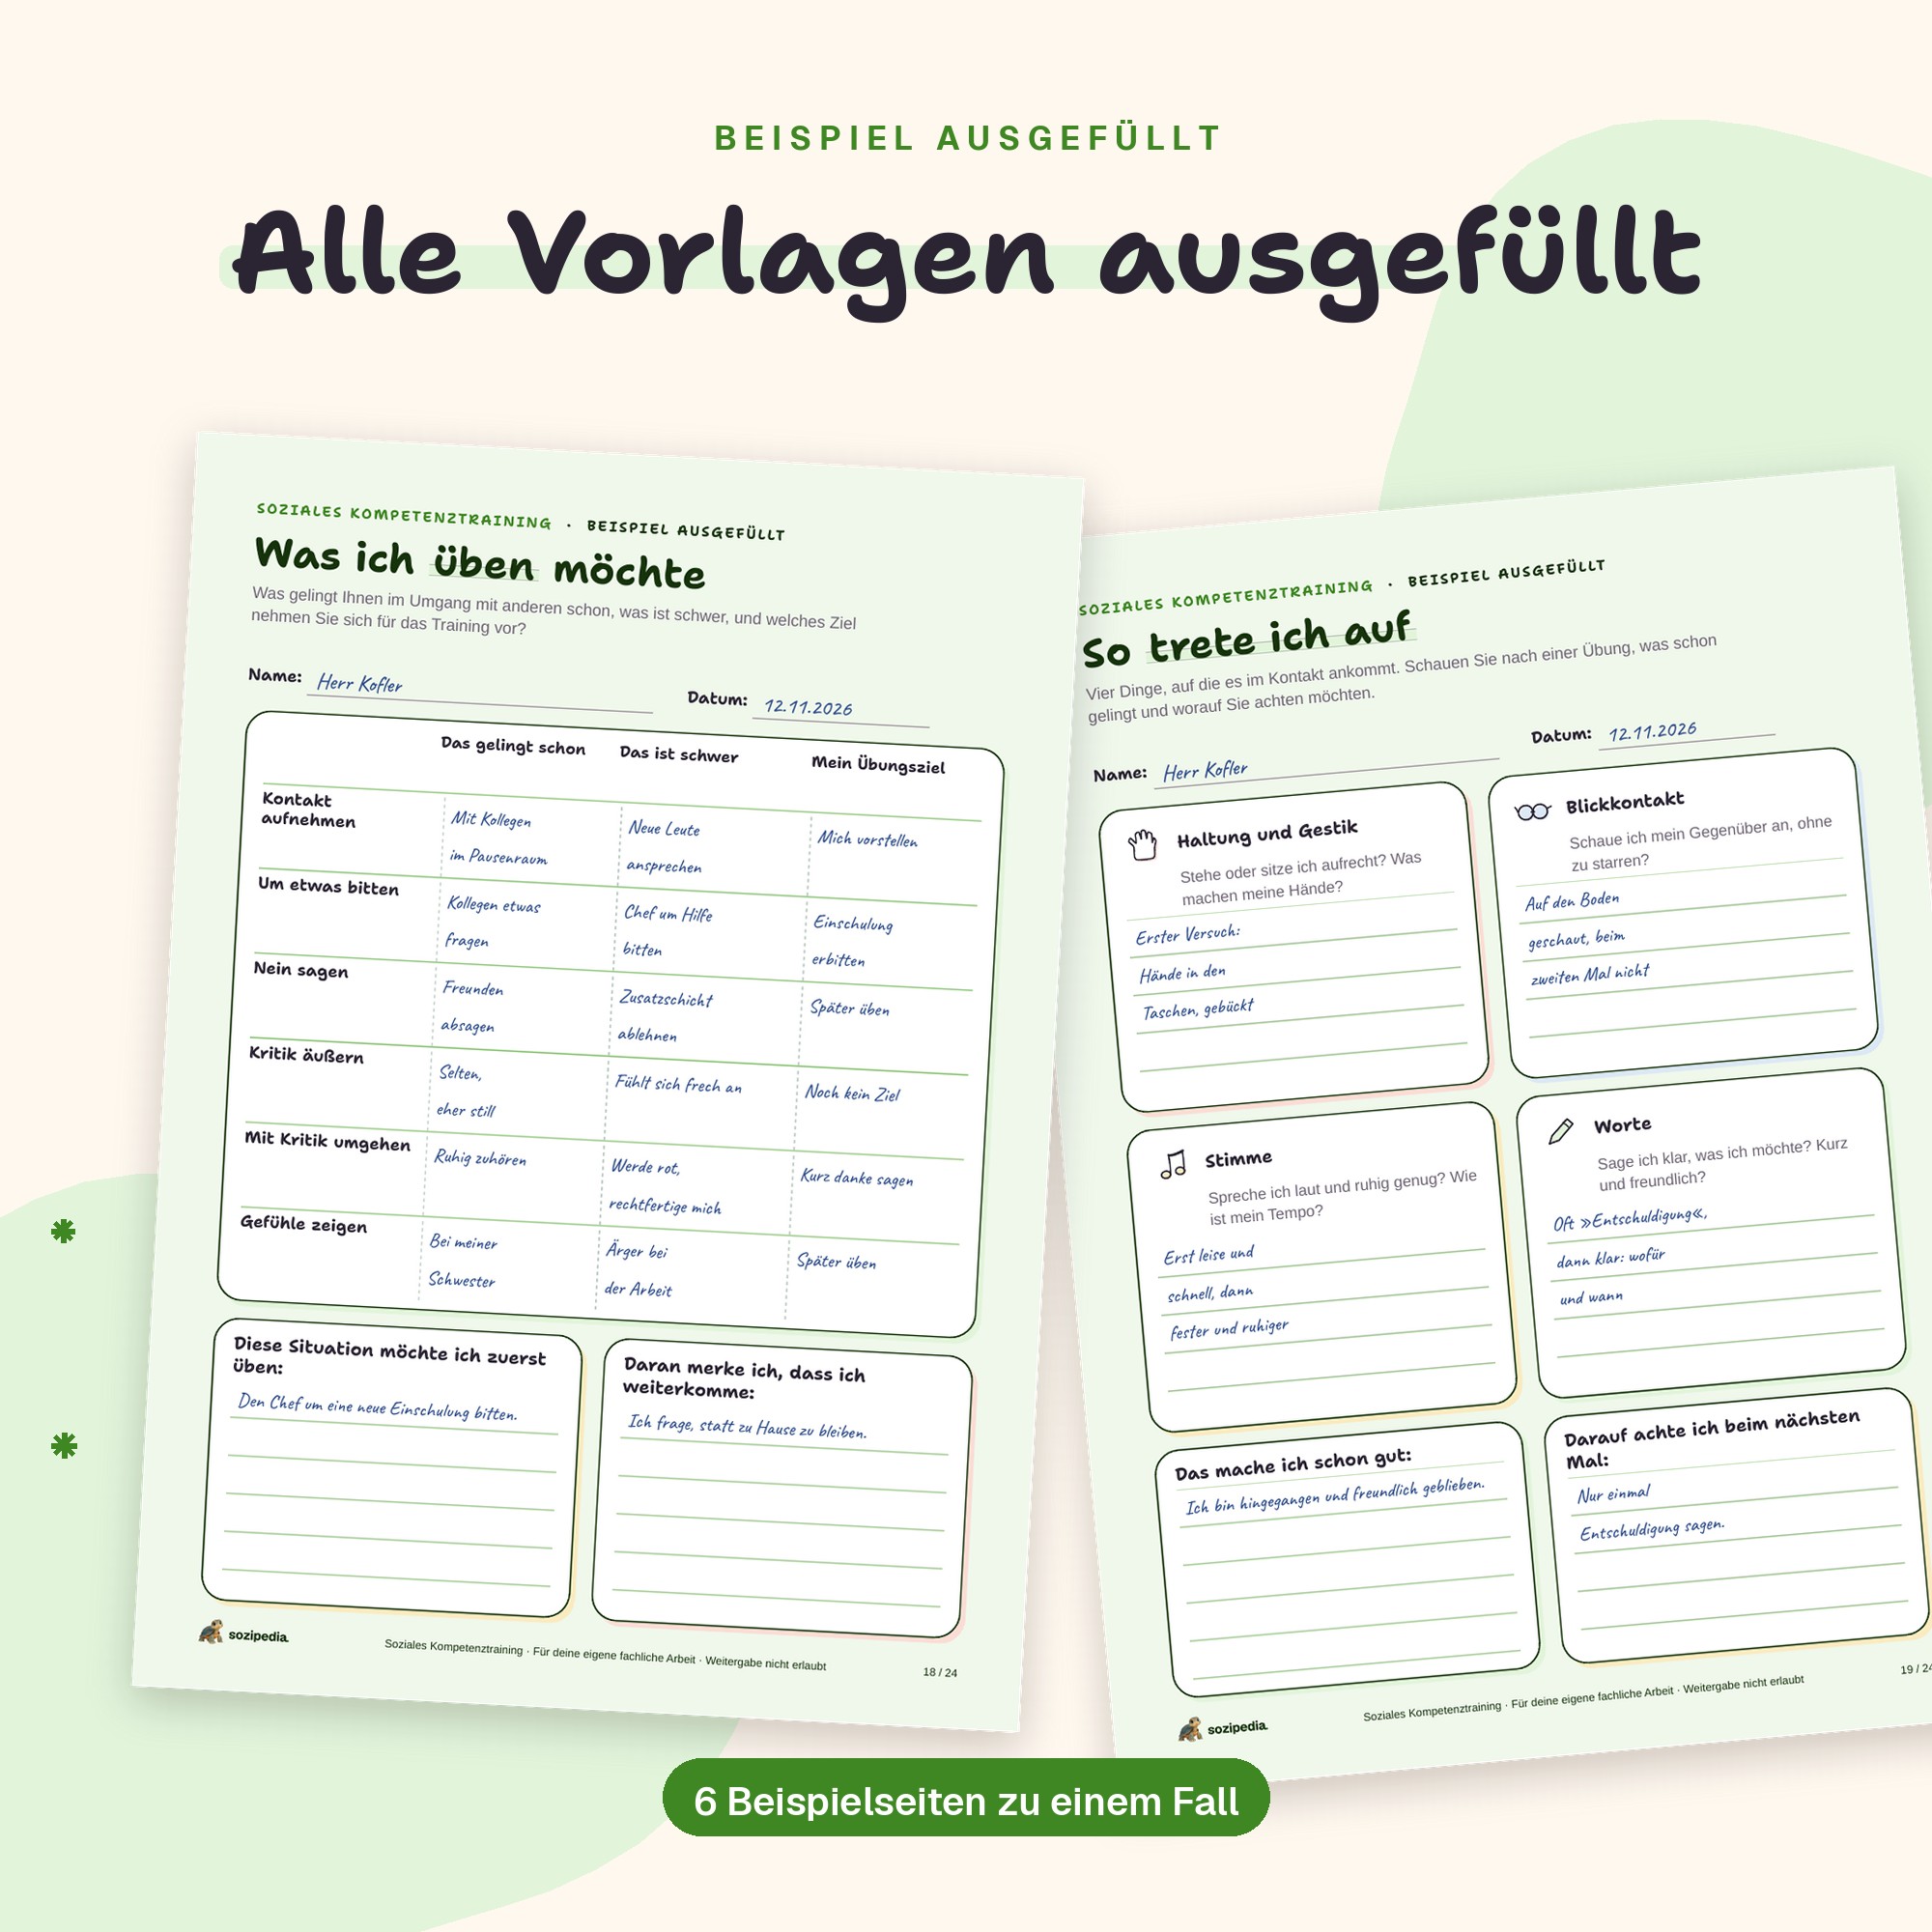 BEISPIEL AUSGEFÜLLT
Alle Vorlagen ausgefüllt
SOZIALES KOMPETENZTRAINING · BEISPIEL AUSGEFÜLLT
Was ich üben möchte
Was gelingt Ihnen im Umgang mit anderen schon, was ist schwer, und welches Ziel
nehmen Sie sich für das Training vor?
Name: Herr Kofler
Datum: 12.11.2026
Das gelingt schon
Das ist schwer
Mein Übungsziel
Kontakt
aufnehmen
Mit Kollegen
im Pausenraum
Neue Leute
ansprechen
Mich vorstellen
Um etwas bitten
Kollegen etwas
fragen
Chef um Hilfe
bitten
Einschulung
erbitten
Nein sagen
Freunden
absagen
Zusatzschicht
ablehnen
Später üben
Kritik äußern
Selten,
eher still
Fühlt sich frech an
Noch kein Ziel
Mit Kritik umgehen
Ruhig zuhören
Werde rot,
rechtfertige mich
Kurz danke sagen
Gefühle zeigen
Bei meiner
Schwester
Ärger bei
der Arbeit
Später üben
Diese Situation möchte ich zuerst
üben:
Den Chef um eine neue Einschulung bitten.
Daran merke ich, dass ich
weiterkomme:
Ich frage, statt zu Hause zu bleiben.
sozipedia.
Soziales Kompetenztraining · Für deine eigene fachliche Arbeit · Weitergabe nicht erlaubt
18 / 24
SOZIALES KOMPETENZTRAINING · BEISPIEL AUSGEFÜLLT
So trete ich auf
Vier Dinge, auf die es im Kontakt ankommt. Schauen Sie nach einer Übung, was schon
gelingt und worauf Sie achten möchten.
Name: Herr Kofler
Datum: 12.11.2026
Haltung und Gestik
Stehe oder sitze ich aufrecht? Was
machen meine Hände?
Erster Versuch:
Hände in den
Taschen, gebückt
Blickkontakt
Schaue ich mein Gegenüber an, ohne
zu starren?
Auf den Boden
geschaut, beim
zweiten Mal nicht
Stimme
Spreche ich laut und ruhig genug? Wie
ist mein Tempo?
Erst leise und
schnell, dann
fester und ruhiger
Worte
Sage ich klar, was ich möchte? Kurz
und freundlich?
Oft »Entschuldigung«,
dann klar: wofür
und wann
Das mache ich schon gut:
Ich bin hingegangen und freundlich geblieben.
Darauf achte ich beim nächsten
Mal:
Nur einmal
Entschuldigung sagen.
sozipedia.
Soziales Kompetenztraining · Für deine eigene fachliche Arbeit · Weitergabe nicht erlaubt
19 / 24
6 Beispielseiten zu einem Fall